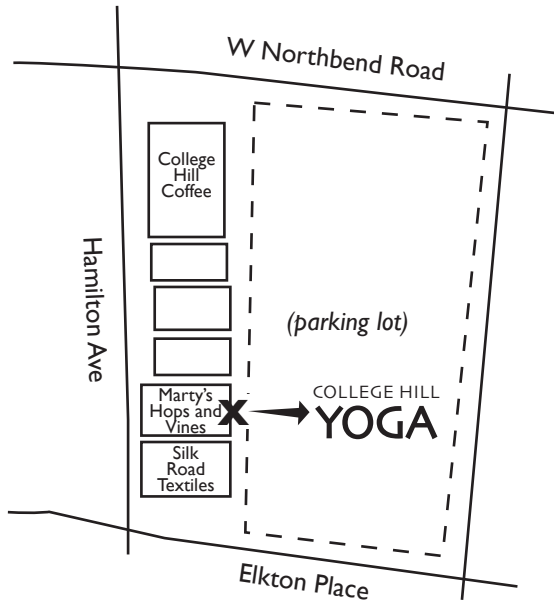 W Northbend Road
College
Hill
Coffee
Hamilton Ave
(parking lot)
Marty's
Hops and
Vines
X
COLLEGE HILL
YOGA
Silk
Road
Textiles
Elkton Place